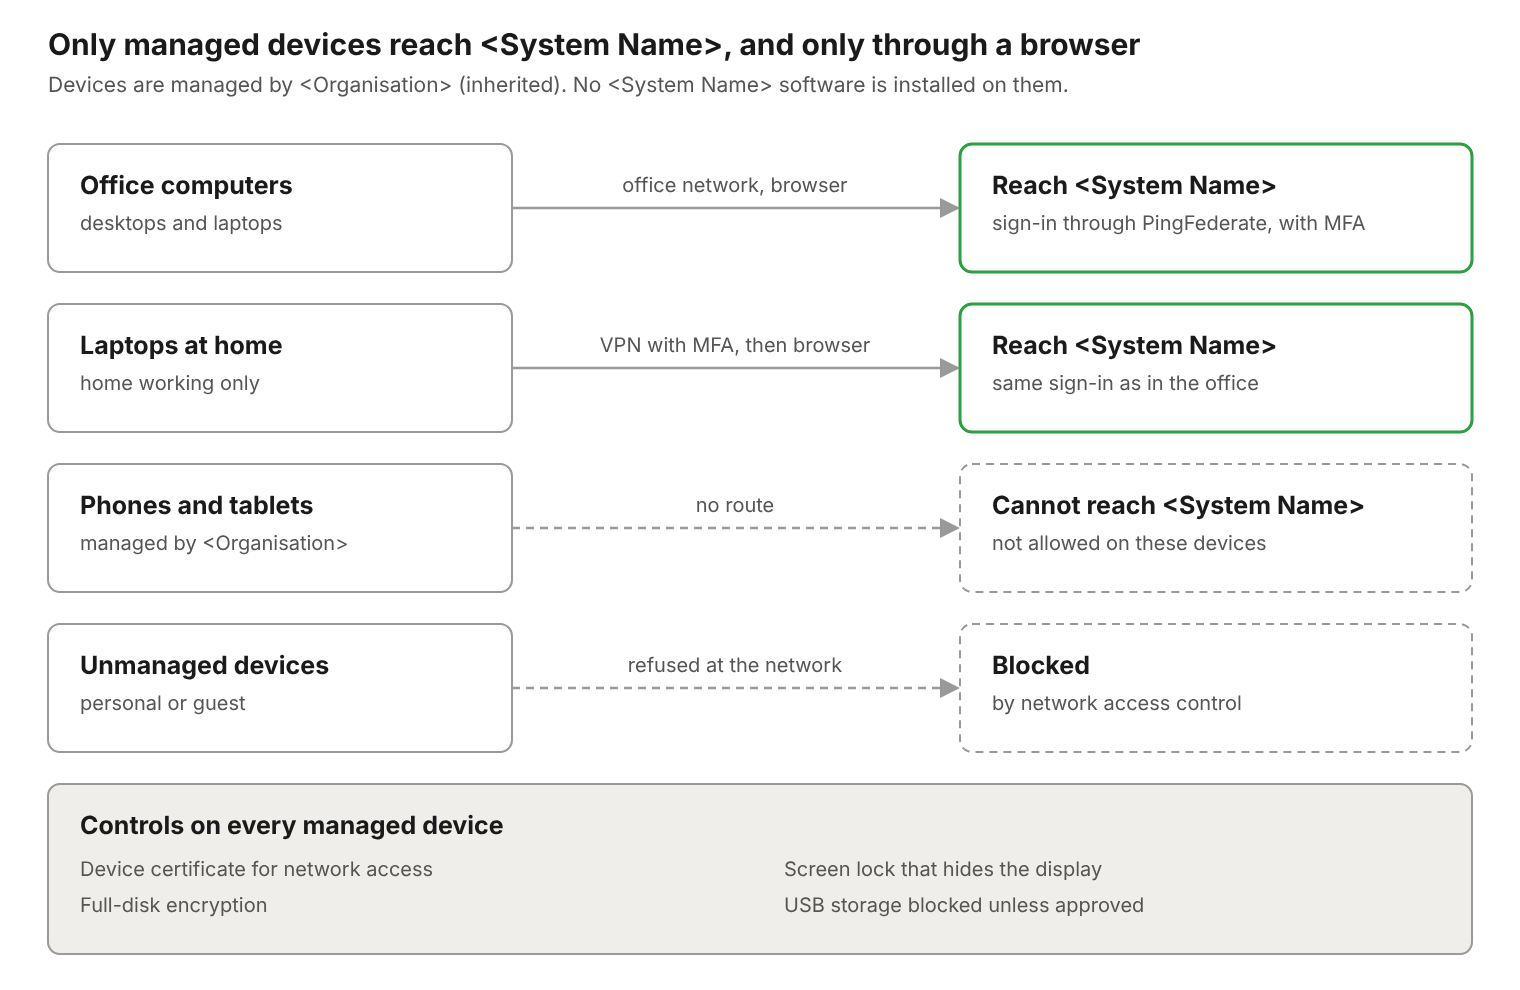 Only managed devices reach <System Name>, and only through a browser
Devices are managed by <Organisation> (inherited). No <System Name> software is installed on them.
Office computers
desktops and laptops
office network, browser
Reach <System Name>
sign-in through PingFederate, with MFA
Laptops at home
home working only
VPN with MFA, then browser
Reach <System Name>
same sign-in as in the office
Phones and tablets
managed by <Organisation>
no route
Cannot reach <System Name>
not allowed on these devices
Unmanaged devices
personal or guest
refused at the network
Blocked
by network access control
Controls on every managed device
Device certificate for network access
Full-disk encryption
Screen lock that hides the display
USB storage blocked unless approved